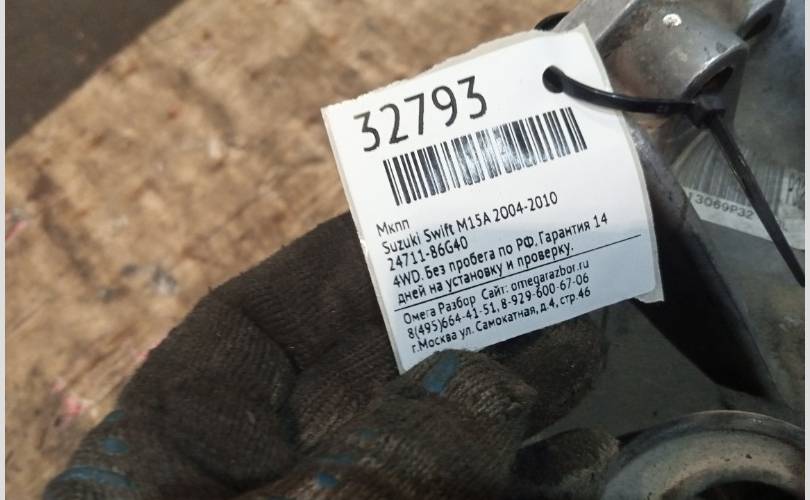 32793
Мкпп
Suzuki Swift M15A 2004-2010
24711-86G40
4WD. Без пробега по РФ. Гарантия 14
дней на установку и проверку.
Омега Разбор Сайт: omegarazbor.ru
8(495)664-41-51, 8-929-600-67-06
г.Москва ул. Самокатная, д.4, стр.46
T3069P32